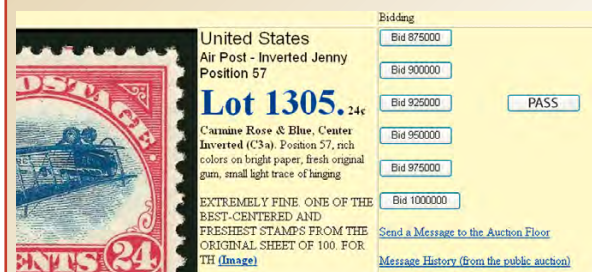 Bidding
United States
Air Post - Inverted Jenny
Position 57
Lot 1305. 24c
Carmine Rose & Blue, Center
Inverted (C3a). Position 57, rich
colors on bright paper, fresh original
gum, small light trace of hinging
EXTREMELY FINE. ONE OF THE
BEST-CENTERED AND
FRESHEST STAMPS FROM THE
ORIGINAL SHEET OF 100. FOR
TH (Image)
Bid 875000
Bid 900000
Bid 925000
PASS
Bid 950000
Bid 975000
Bid 1000000
Send a Message to the Auction Floor
Message History (from the public auction)
POSTAGE
CENTS 24